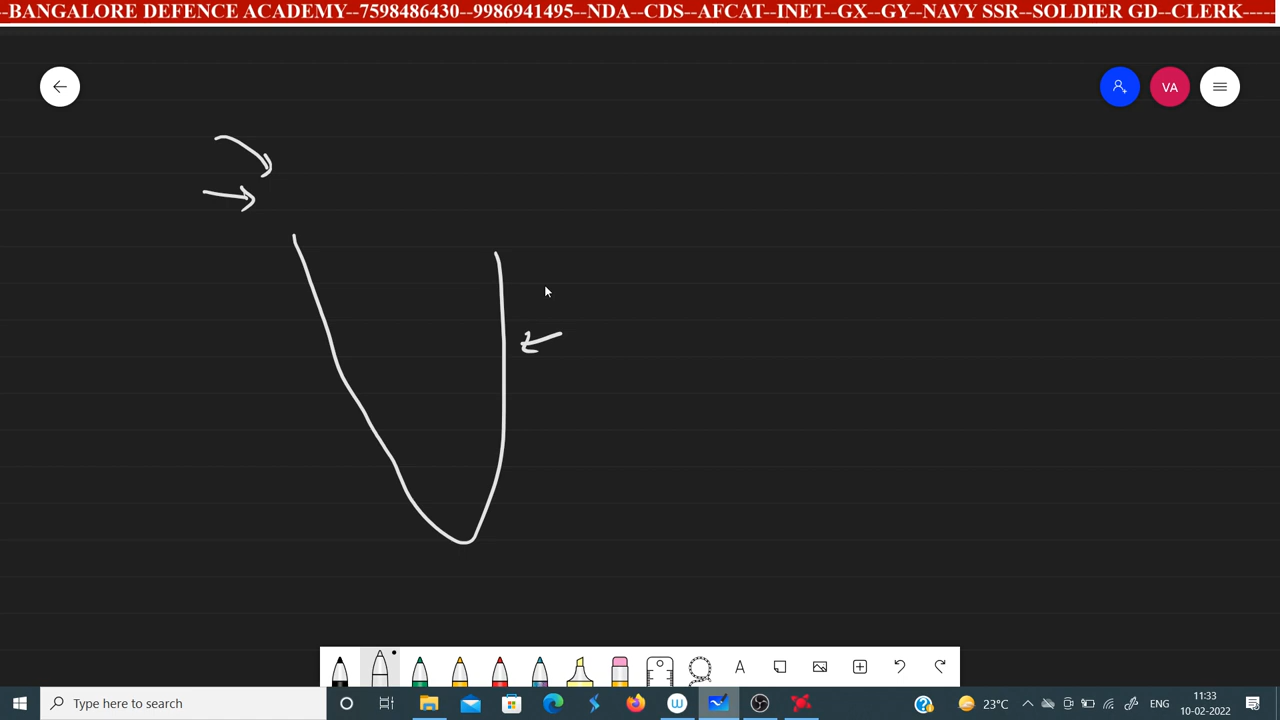 --BANGALORE DEFENCE ACADEMY--7598486430--9986941495--NDA--CDS--AFCAT--INET--GX--GY--NAVY SSR--SOLDIER GD--CLERK-----
VA
A
Type here to search
23°C
ENG
11:33
10-02-2022